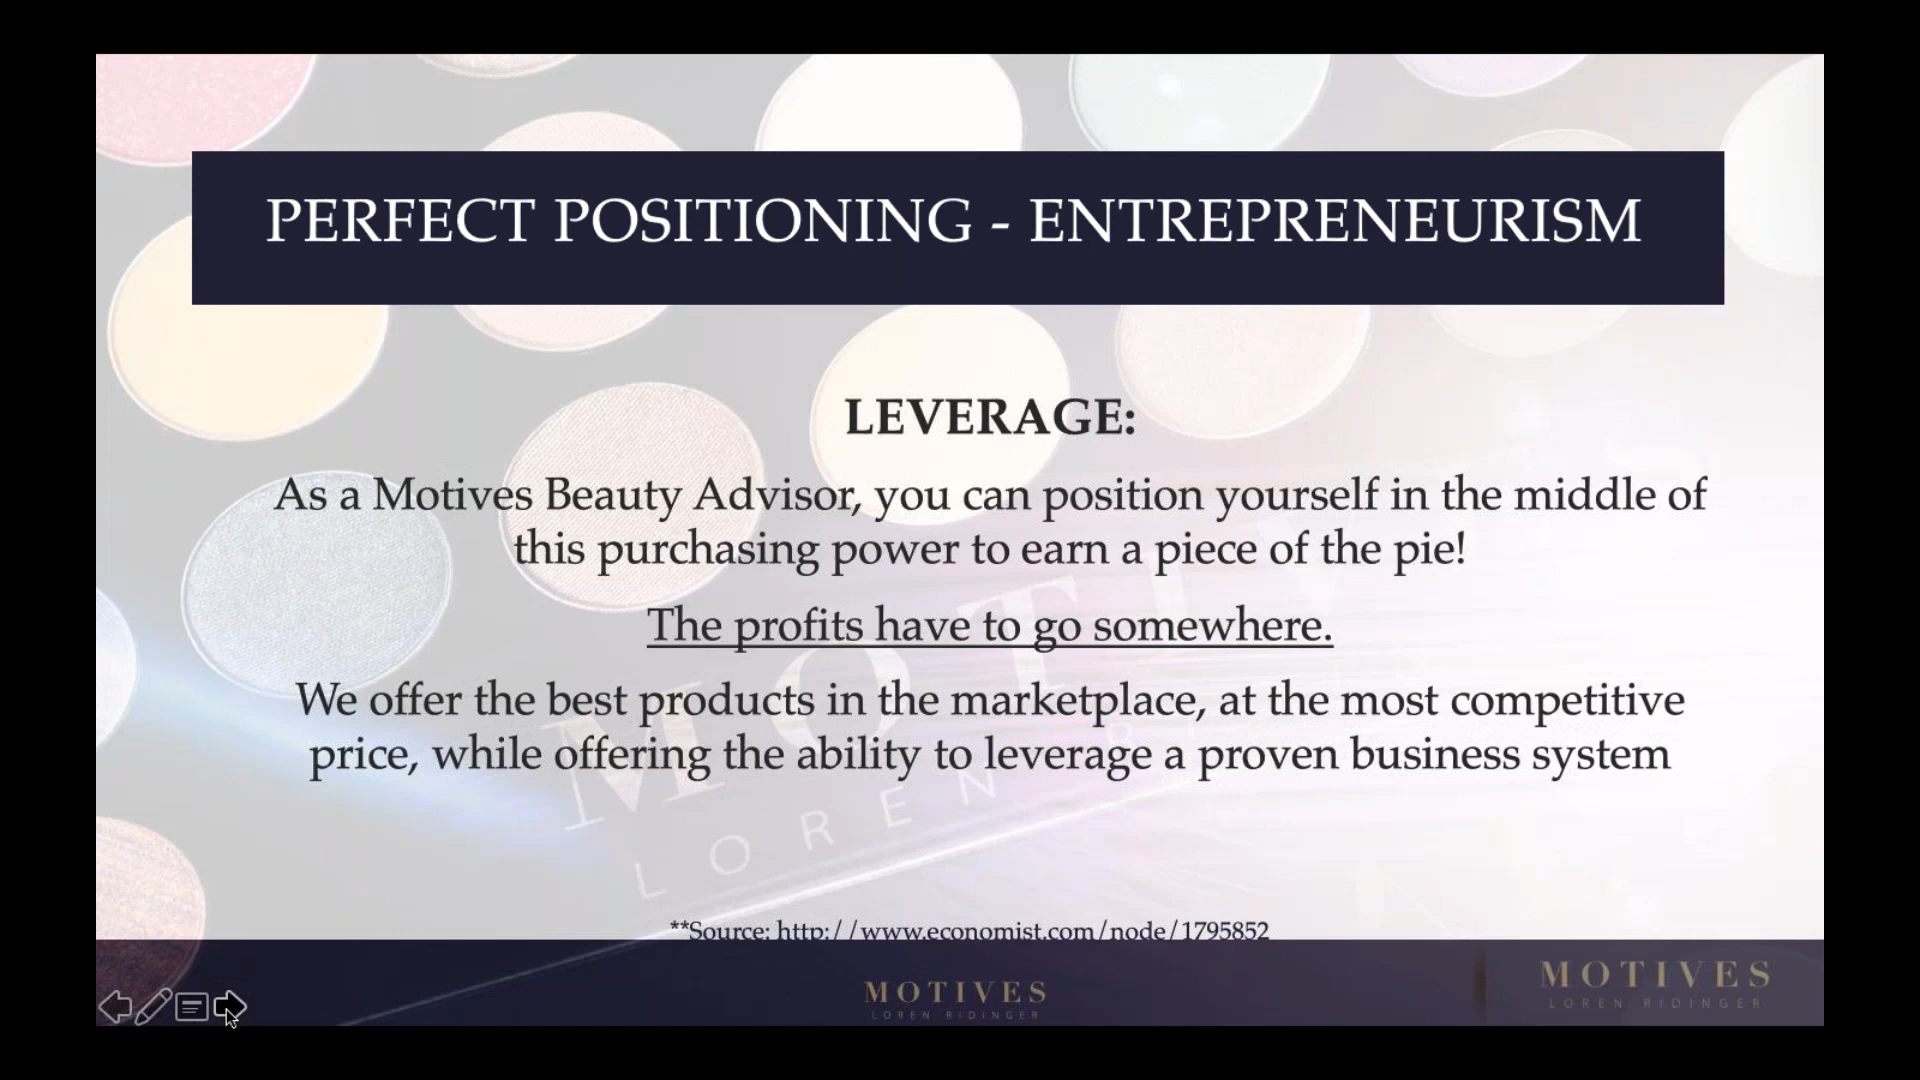 PERFECT POSITIONING - ENTREPRENEURISM
LEVERAGE:
As a Motives Beauty Advisor, you can position yourself in the middle of
this purchasing power to earn a piece of the pie!
The profits have to go somewhere.
We offer the best products in the marketplace, at the most competitive
price, while offering the ability to leverage a proven business system
MOTIV
LOREN R
**Source: http://www.economist.com/node/1795852
MOTIVES
LOREN RIDINGER
MOTIVES
LOREN RIDINGER